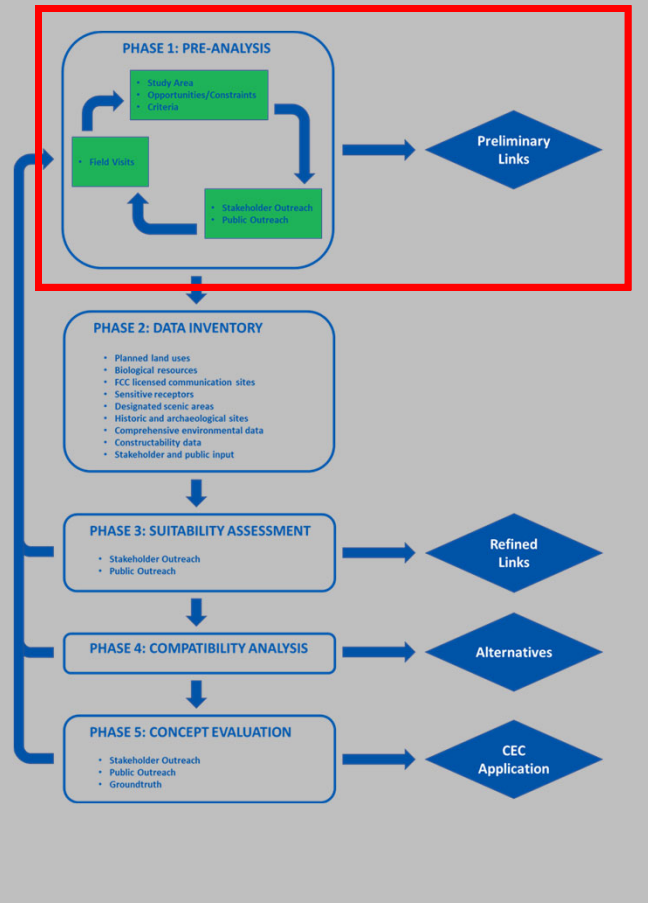 PHASE 1: PRE-ANALYSIS
• Study Area
• Opportunities/Constraints
• Criteria
• Field Visits
• Stakeholder Outreach
• Public Outreach
Preliminary
Links
PHASE 2: DATA INVENTORY
• Planned land uses
• Biological resources
• FCC licensed communication sites
• Sensitive receptors
• Designated scenic areas
• Historic and archaeological sites
• Comprehensive environmental data
• Constructability data
• Stakeholder and public input
PHASE 3: SUITABILITY ASSESSMENT
• Stakeholder Outreach
• Public Outreach
Refined
Links
PHASE 4: COMPATIBILITY ANALYSIS
Alternatives
PHASE 5: CONCEPT EVALUATION
• Stakeholder Outreach
• Public Outreach
• Groundtruth
CEC
Application